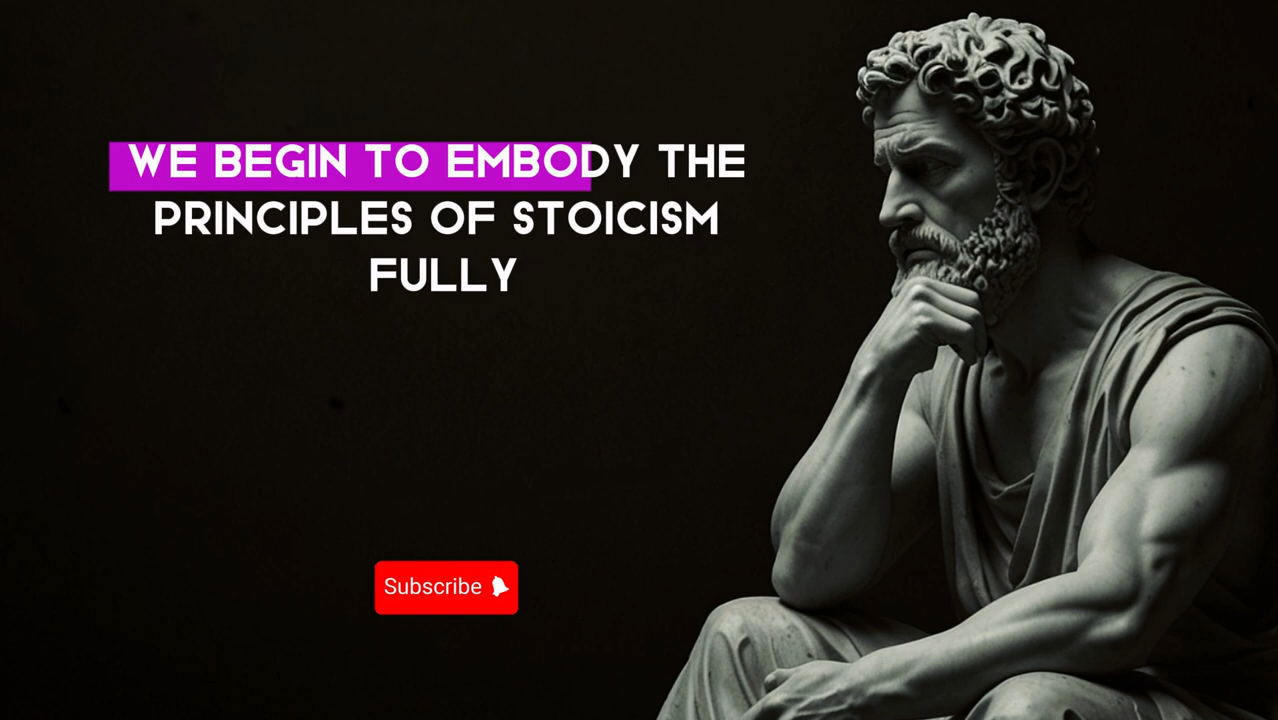 WE BEGIN TO EMBODY THE
PRINCIPLES OF STOICISM
FULLY
Subscribe